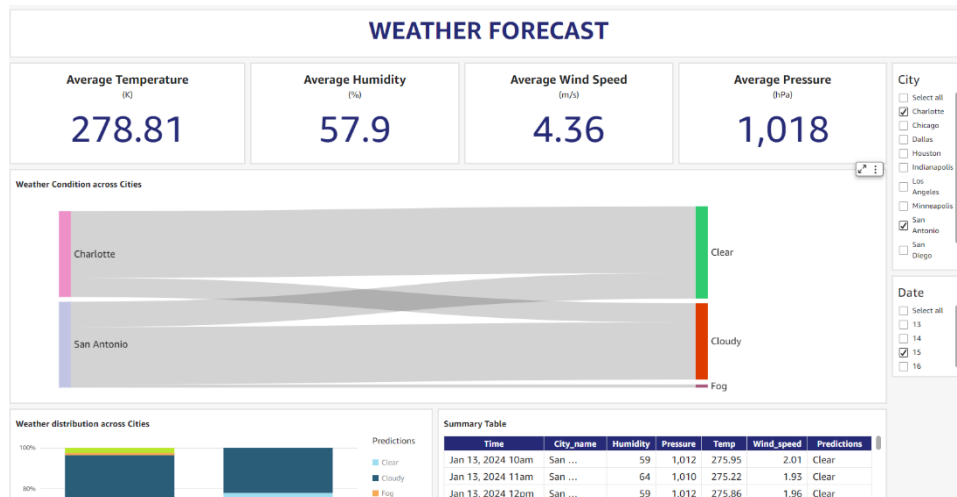 WEATHER FORECAST
Average Temperature
(K)
278.81
Average Humidity
(%)
57.9
Average Wind Speed
(m/s)
4.36
Average Pressure
(hPa)
1,018
City
Select all
Charlotte
Chicago
Dallas
Houston
Indianapolis
Los
Angeles
Minneapolis
San
Antonio
San
Diego
Weather Condition across Cities
Charlotte
San Antonio
Clear
Cloudy
Fog
Date
Select all
13
14
15
16
Weather distribution across Cities
100%
80%
Predictions
Clear
Cloudy
Fog
Summary Table
Time City_name Humidity Pressure Temp Wind_speed Predictions
Jan 13, 2024 10am San ... 59 1,012 275.95 2.01 Clear
Jan 13, 2024 11am San ... 64 1,010 275.22 1.93 Clear
Jan 13, 2024 12pm San ... 59 1,012 275.86 1.96 Clear